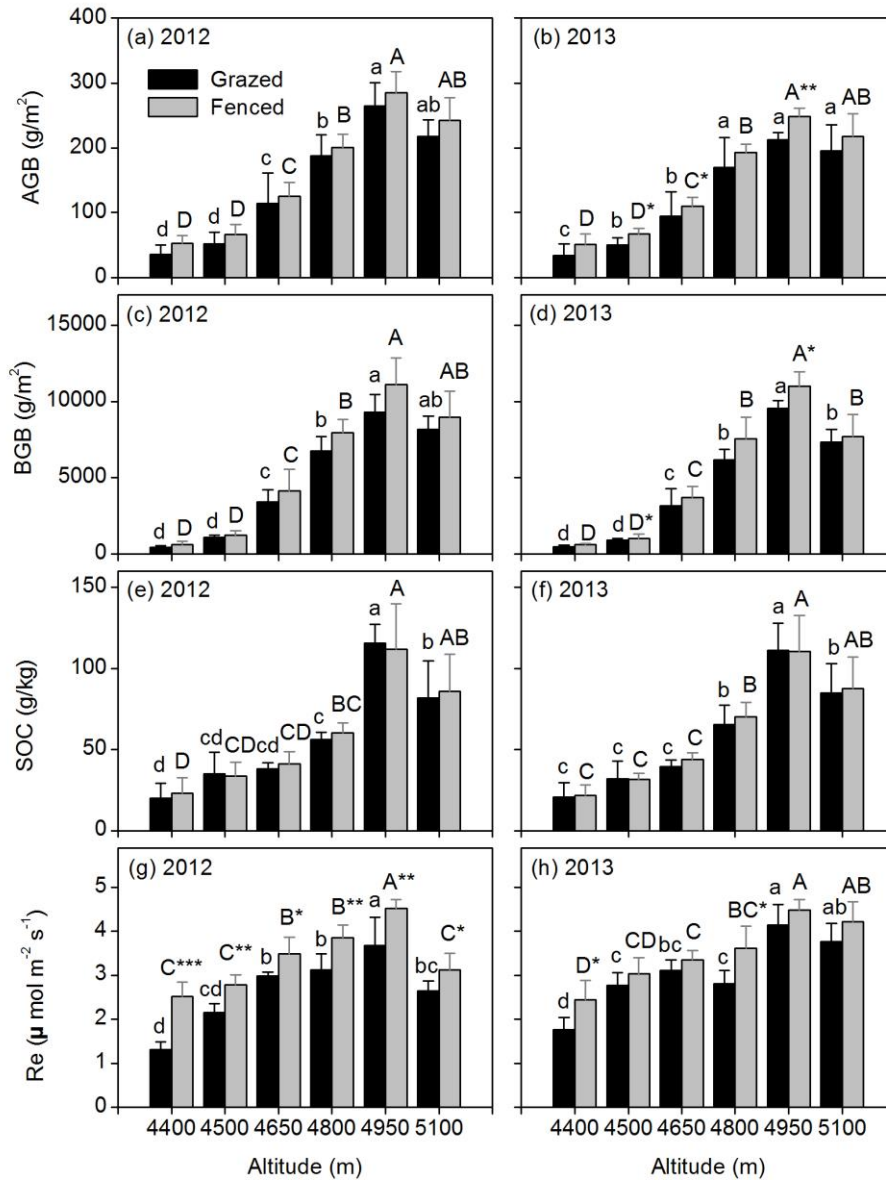 (a) 2012
Grazed
Fenced
AGB (g/m²)
400
300
200
100
0
d D d D c C b B a A ab AB
(b) 2013
c D b D* b C* a B a A** a AB
(c) 2012
BGB (g/m²)
15000
10000
5000
0
d D d D c C b B a A ab AB
(d) 2013
d D d D* c C b B a A* b B
(e) 2012
SOC (g/kg)
150
100
50
0
d D cd CD cd CD c BC a A b AB
(f) 2013
c C c C c C b B a A b AB
(g) 2012
Re (μ mol m⁻² s⁻¹)
5
4
3
2
1
0
d C*** cd C** b B* b B** a A** bc C*
(h) 2013
d D* c CD bc C c BC* a A ab AB
4400 4500 4650 4800 4950 5100
4400 4500 4650 4800 4950 5100
Altitude (m)
Altitude (m)